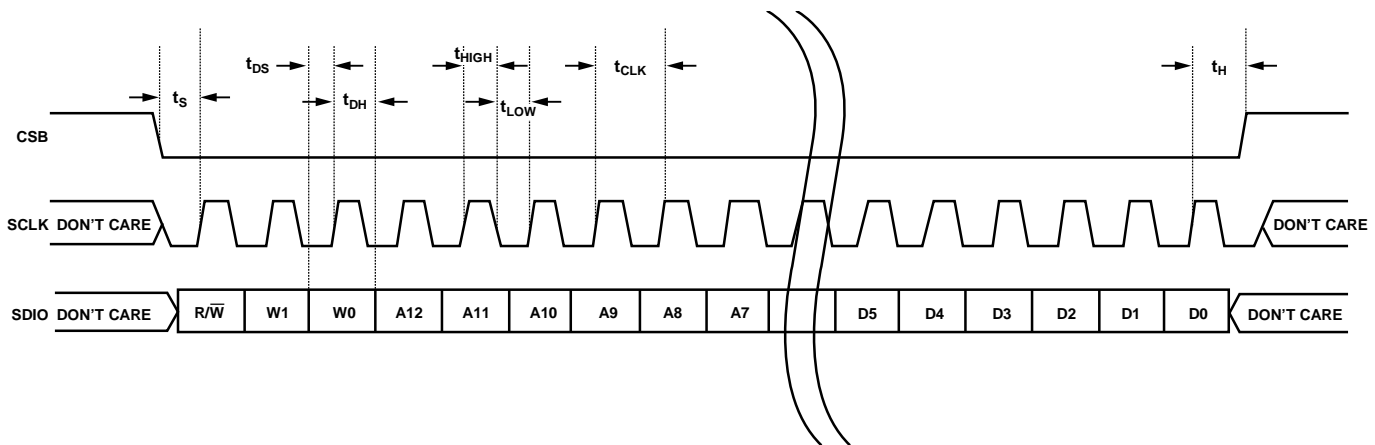 tDS
tHIGH
tCLK
tH
tS
tDH
tLOW
CSB
SCLK DON'T CARE
DON'T CARE
SDIO DON'T CARE
R/W̅
W1
W0
A12
A11
A10
A9
A8
A7
D5
D4
D3
D2
D1
D0
DON'T CARE